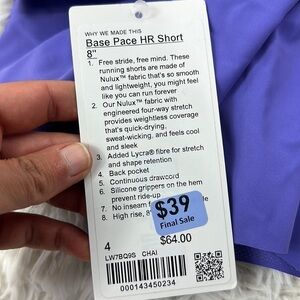 WHY WE MADE THIS
Base Pace HR Short
8"
1. Free stride, free mind. These
running shorts are made of
Nulux™ fabric that's so smooth
and lightweight, you might feel
like you can run forever
2. Our Nulux™ fabric with
engineered four-way stretch
provides weightless coverage
that's quick-drying,
sweat-wicking, and feels cool
and sleek
3. Added Lycra® fibre for stretch
and shape retention
4. Back pocket
5. Continuous drawcord
6. Silicone grippers on the hem
prevent ride-up
7. No inseam f
8. High rise, 8"
$39
Final Sale
4
$64.00
LW7BQ9S CHAI
000143450234